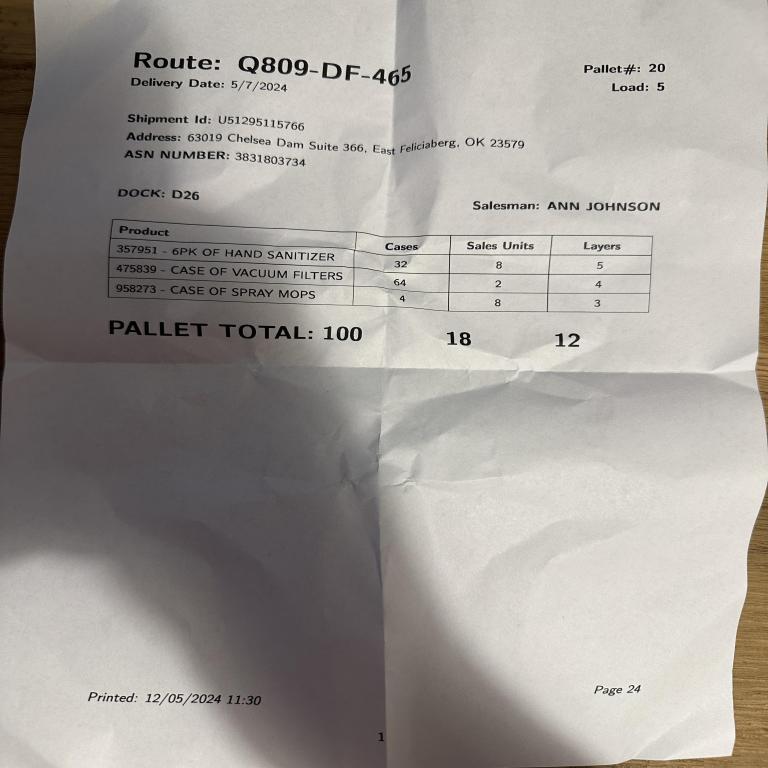 Route: Q809-DF-465
Pallet#: 20
Delivery Date: 5/7/2024
Load: 5
Shipment Id: U51295115766
Address: 63019 Chelsea Dam Suite 366, East Feliciaberg, OK 23579
ASN NUMBER: 3831803734
DOCK: D26
Salesman: ANN JOHNSON
Product Cases Sales Units Layers
357951 - 6PK OF HAND SANITIZER 32 8 5
475839 - CASE OF VACUUM FILTERS 64 2 4
958273 - CASE OF SPRAY MOPS 4 8 3
PALLET TOTAL: 100 18 12
Printed: 12/05/2024 11:30
Page 24
1